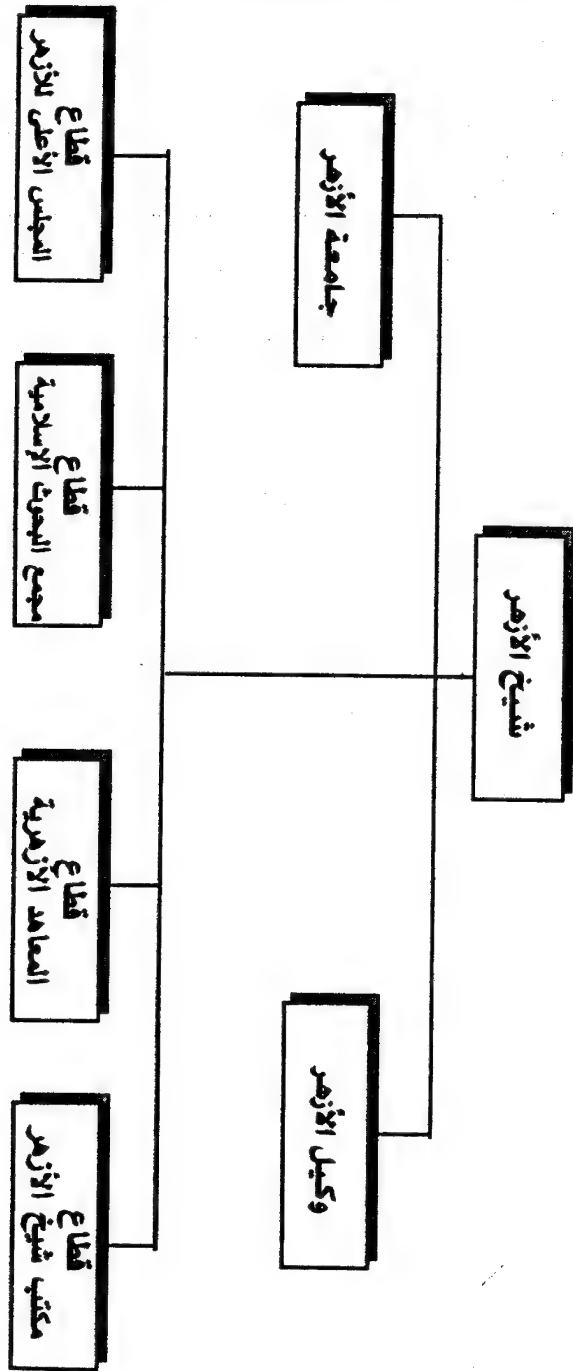 شيخ الأزهر
وكيل الأزهر
جامعة الأزهر
قطاع
مكتب شيخ الأزهر
قطاع
المعاهد الأزهرية
قطاع
مجمع البحوث الإسلامية
قطاع
المجلس الأعلى للأزهر